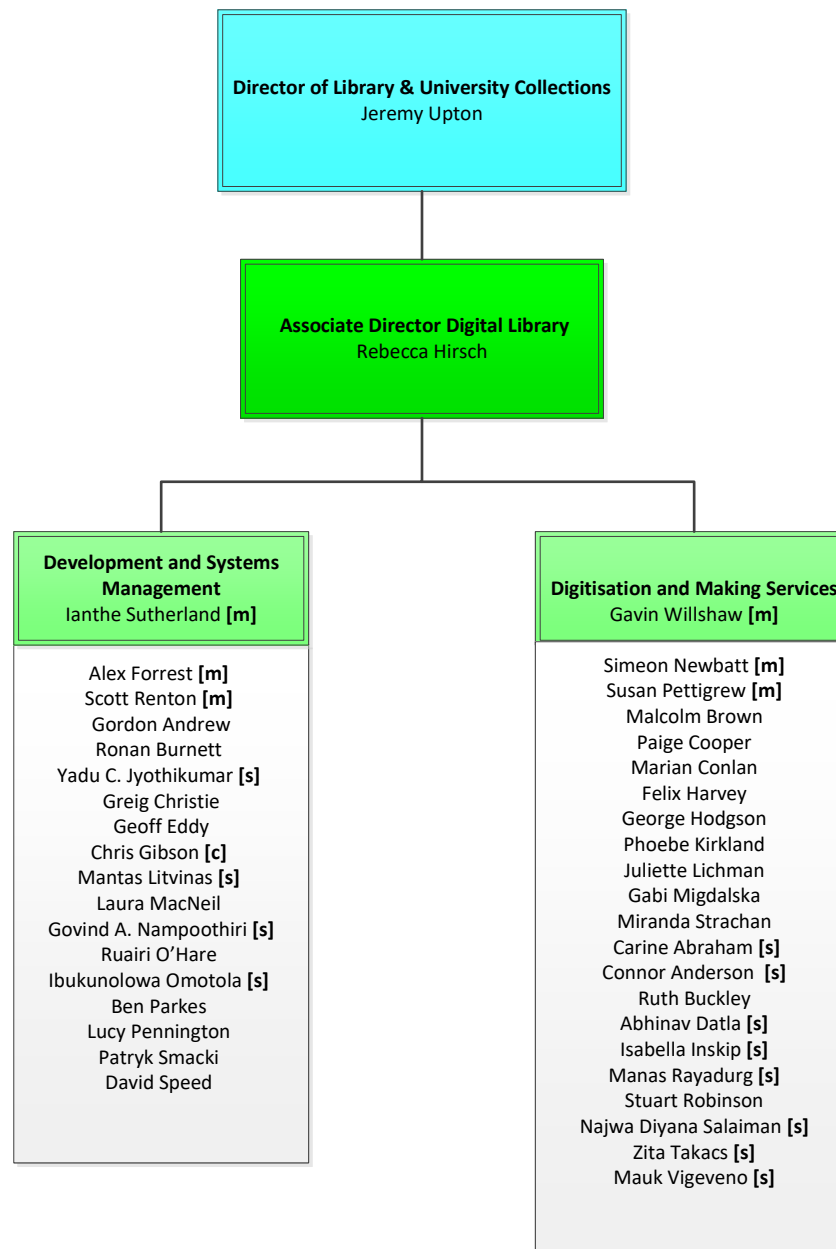 Director of Library & University Collections
Jeremy Upton
Associate Director Digital Library
Rebecca Hirsch
Development and Systems
Management
Ianthe Sutherland [m]
Alex Forrest [m]
Scott Renton [m]
Gordon Andrew
Ronan Burnett
Yadu C. Jyothikumar [s]
Greig Christie
Geoff Eddy
Chris Gibson [c]
Mantas Litvinas [s]
Laura MacNeil
Govind A. Nampoothiri [s]
Ruairi O’Hare
Ibukunolowa Omotola [s]
Ben Parkes
Lucy Pennington
Patryk Smacki
David Speed
Digitisation and Making Services
Gavin Willshaw [m]
Simeon Newbatt [m]
Susan Pettigrew [m]
Malcolm Brown
Paige Cooper
Marian Conlan
Felix Harvey
George Hodgson
Phoebe Kirkland
Juliette Lichman
Gabi Migdalska
Miranda Strachan
Carine Abraham [s]
Connor Anderson  [s]
Ruth Buckley
Abhinav Datla [s]
Isabella Inskip [s]
Manas Rayadurg [s]
Stuart Robinson
Najwa Diyana Salaiman [s]
Zita Takacs [s]
Mauk Vigeveno [s]